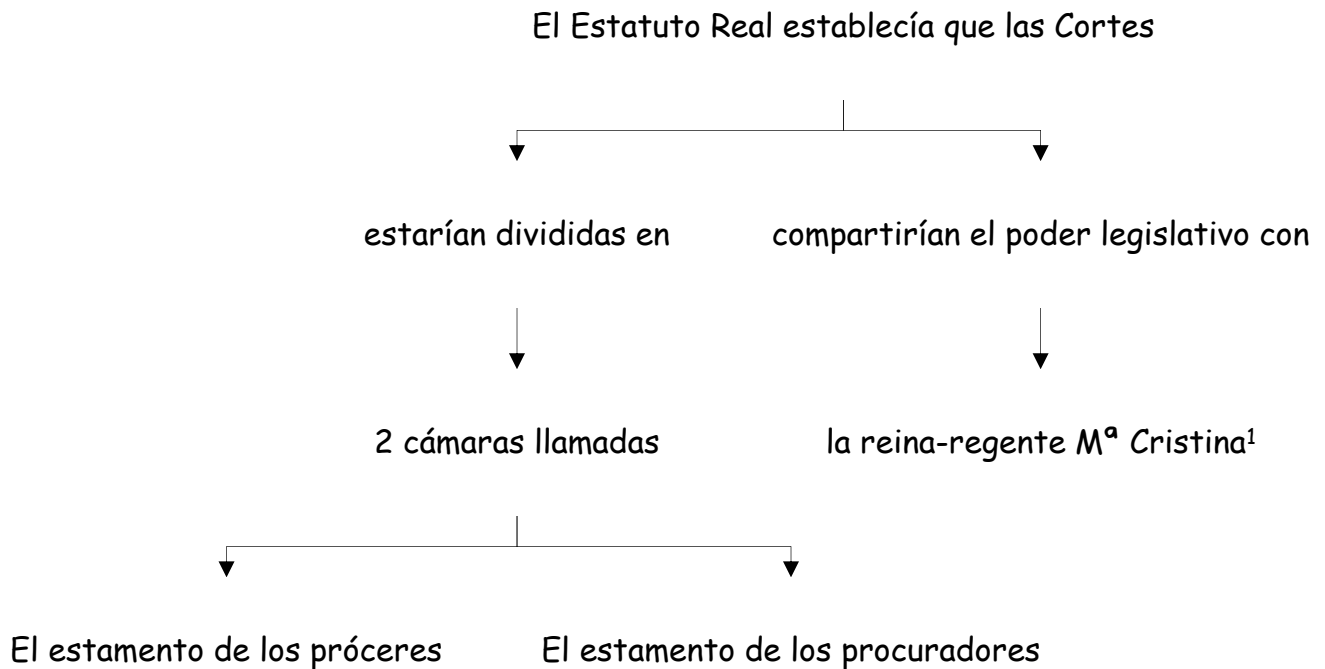 El Estatuto Real establecía que las Cortes
estarían divididas en
compartirían el poder legislativo con
2 cámaras llamadas
la reina-regente Mª Cristina¹
El estamento de los próceres
El estamento de los procuradores